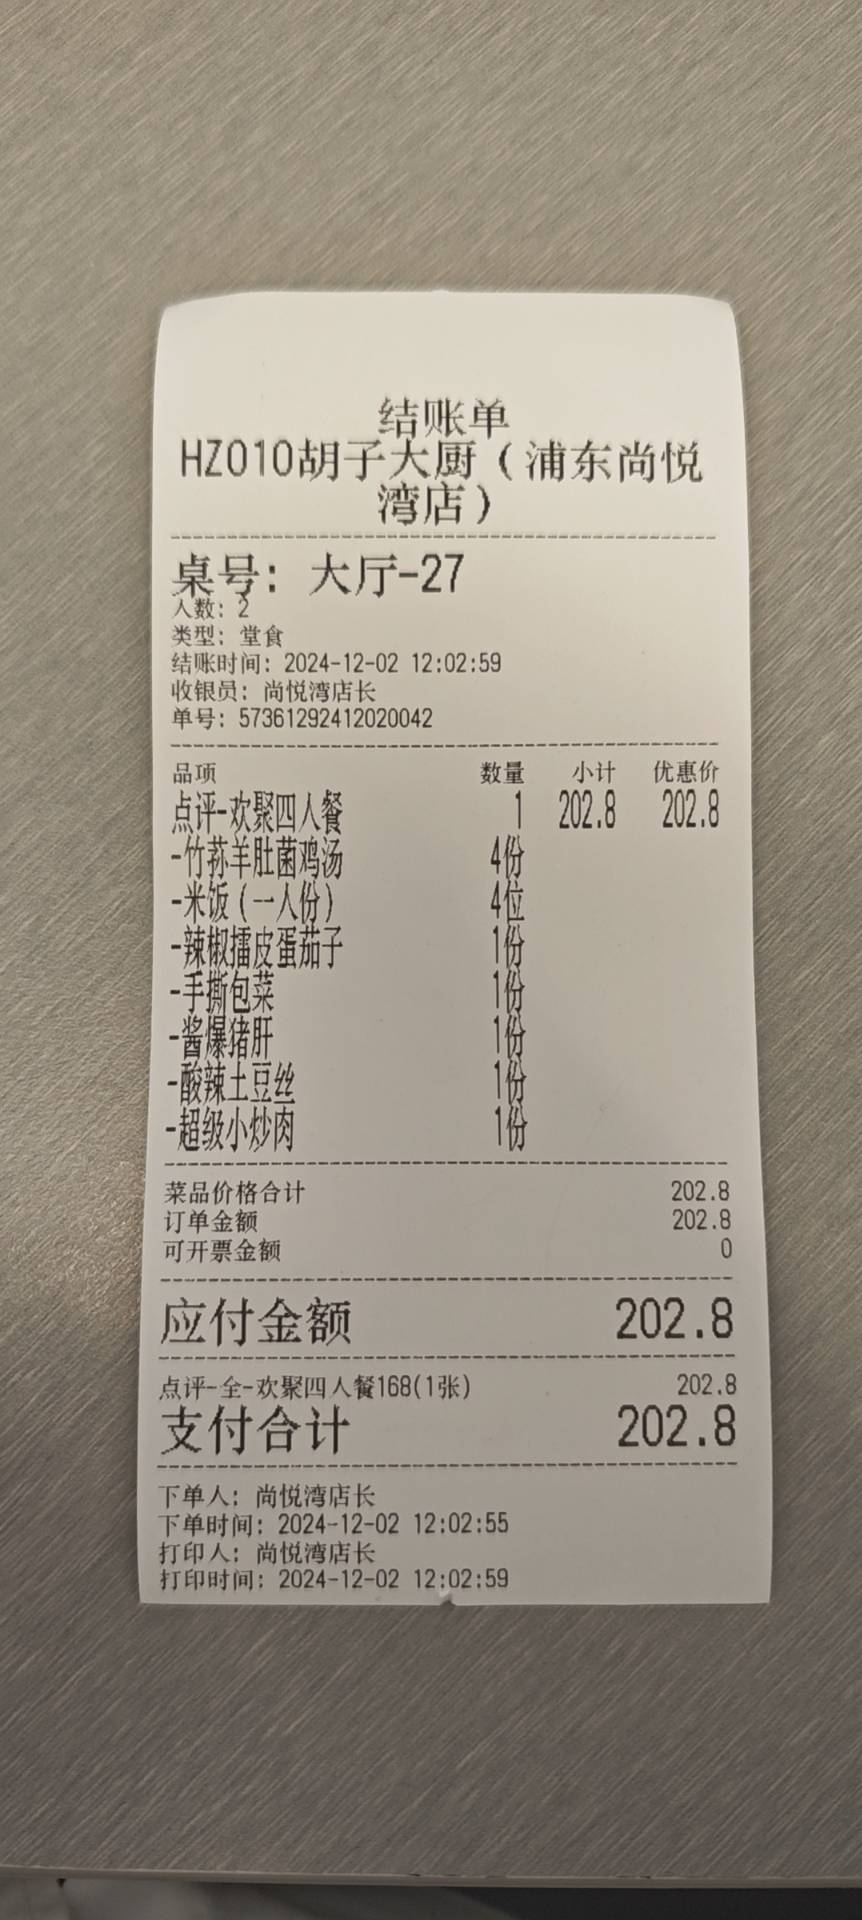 结账单
HZ010胡子大厨（浦东尚悦
湾店）
桌号：大厅-27
人数：2
类型：堂食
结账时间：2024-12-02 12:02:59
收银员：尚悦湾店长
单号：57361292412020042
品项 数量 小计 优惠价
点评-欢聚四人餐 1 202.8 202.8
-竹荪羊肚菌鸡汤 4份
-米饭（一人份） 4位
-辣椒擂皮蛋茄子 1份
-手撕包菜 1份
-酱爆猪肝 1份
-酸辣土豆丝 1份
-超级小炒肉 1份
菜品价格合计 202.8
订单金额 202.8
可开票金额 0
应付金额 202.8
点评-全-欢聚四人餐168(1张) 202.8
支付合计 202.8
下单人：尚悦湾店长
下单时间：2024-12-02 12:02:55
打印人：尚悦湾店长
打印时间：2024-12-02 12:02:59